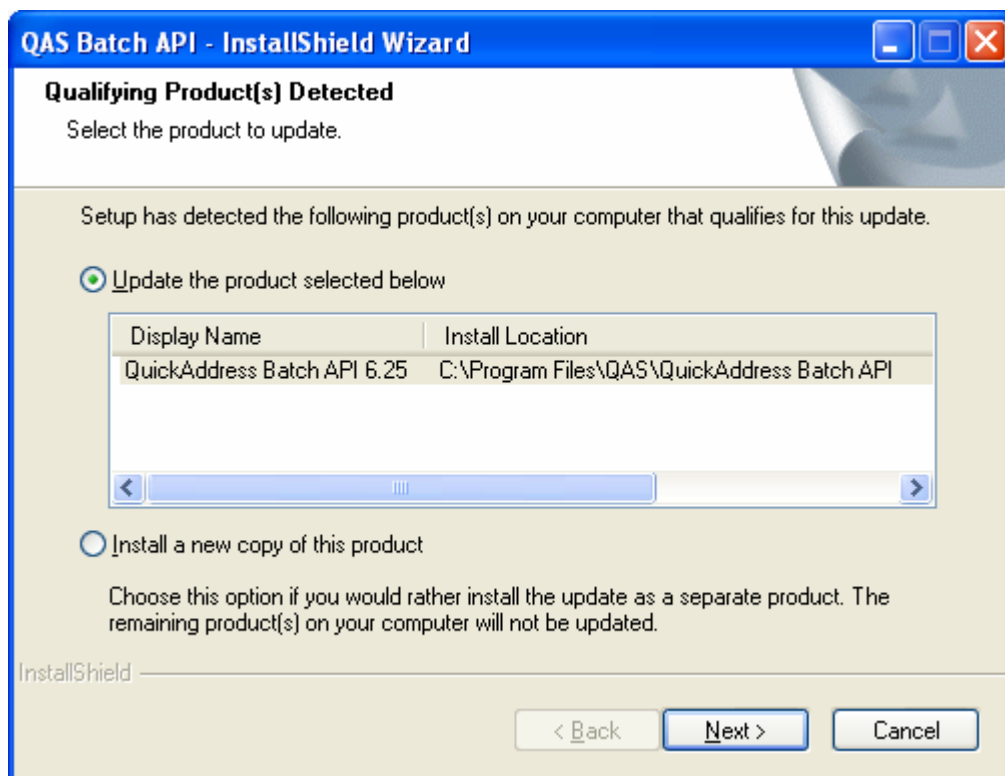 QAS Batch API - InstallShield Wizard
Qualifying Product(s) Detected
Select the product to update.
Setup has detected the following product(s) on your computer that qualifies for this update.
Update the product selected below
Display Name Install Location
QuickAddress Batch API 6.25 C:\Program Files\QAS\QuickAddress Batch API
Install a new copy of this product
Choose this option if you would rather install the update as a separate product. The
remaining product(s) on your computer will not be updated.
InstallShield
< Back Next > Cancel